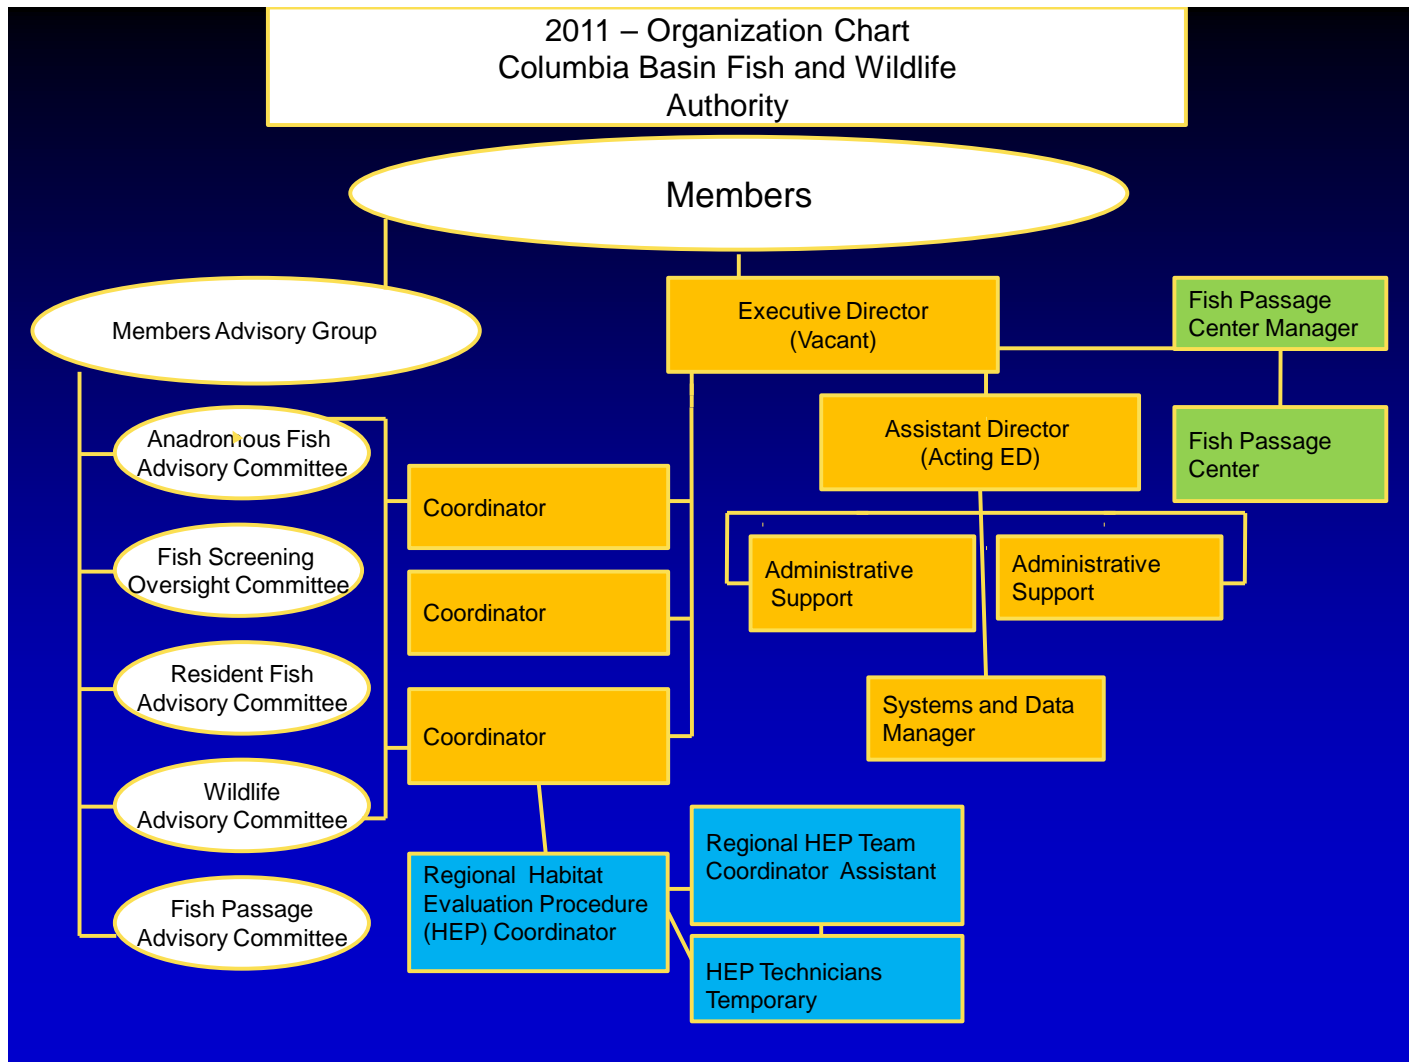 2011 – Organization Chart
Columbia Basin Fish and Wildlife
Authority
Members
Members Advisory Group
Executive Director
(Vacant)
Fish Passage
Center Manager
Assistant Director
(Acting ED)
Fish Passage
Center
Anadromous Fish
Advisory Committee
Coordinator
Fish Screening
Oversight Committee
Coordinator
Administrative
Support
Administrative
Support
Resident Fish
Advisory Committee
Coordinator
Systems and Data
Manager
Wildlife
Advisory Committee
Regional HEP Team
Coordinator Assistant
Regional Habitat
Evaluation Procedure
(HEP) Coordinator
Fish Passage
Advisory Committee
HEP Technicians
Temporary